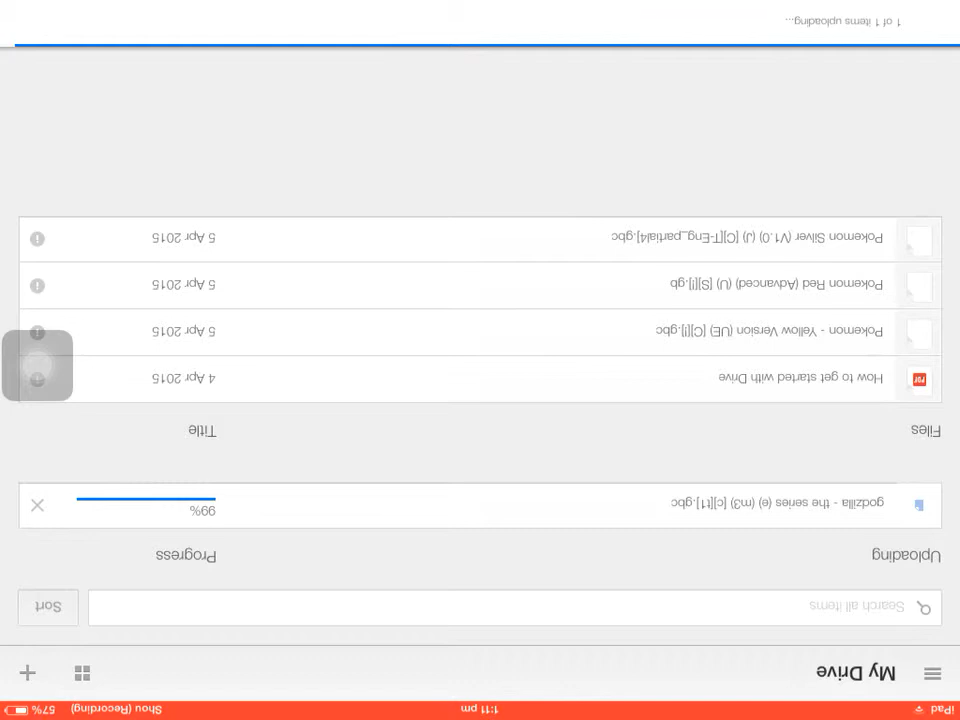 iPad 1:11 pm Shou (Recording) 57%
My Drive
Search all items Sort
Uploading Progress
godzilla - the series (e) (m3) [c][t1].gbc 99%
Files Title
PDF How to get started with Drive 4 Apr 2015
Pokemon - Yellow Version (UE) [C][!].gbc 5 Apr 2015
Pokemon Red (Advanced) (U) [S][!].gb 5 Apr 2015
Pokemon Silver (V1.0) (J) [C][T-Eng_partial4].gbc 5 Apr 2015
1 of 1 items uploading...